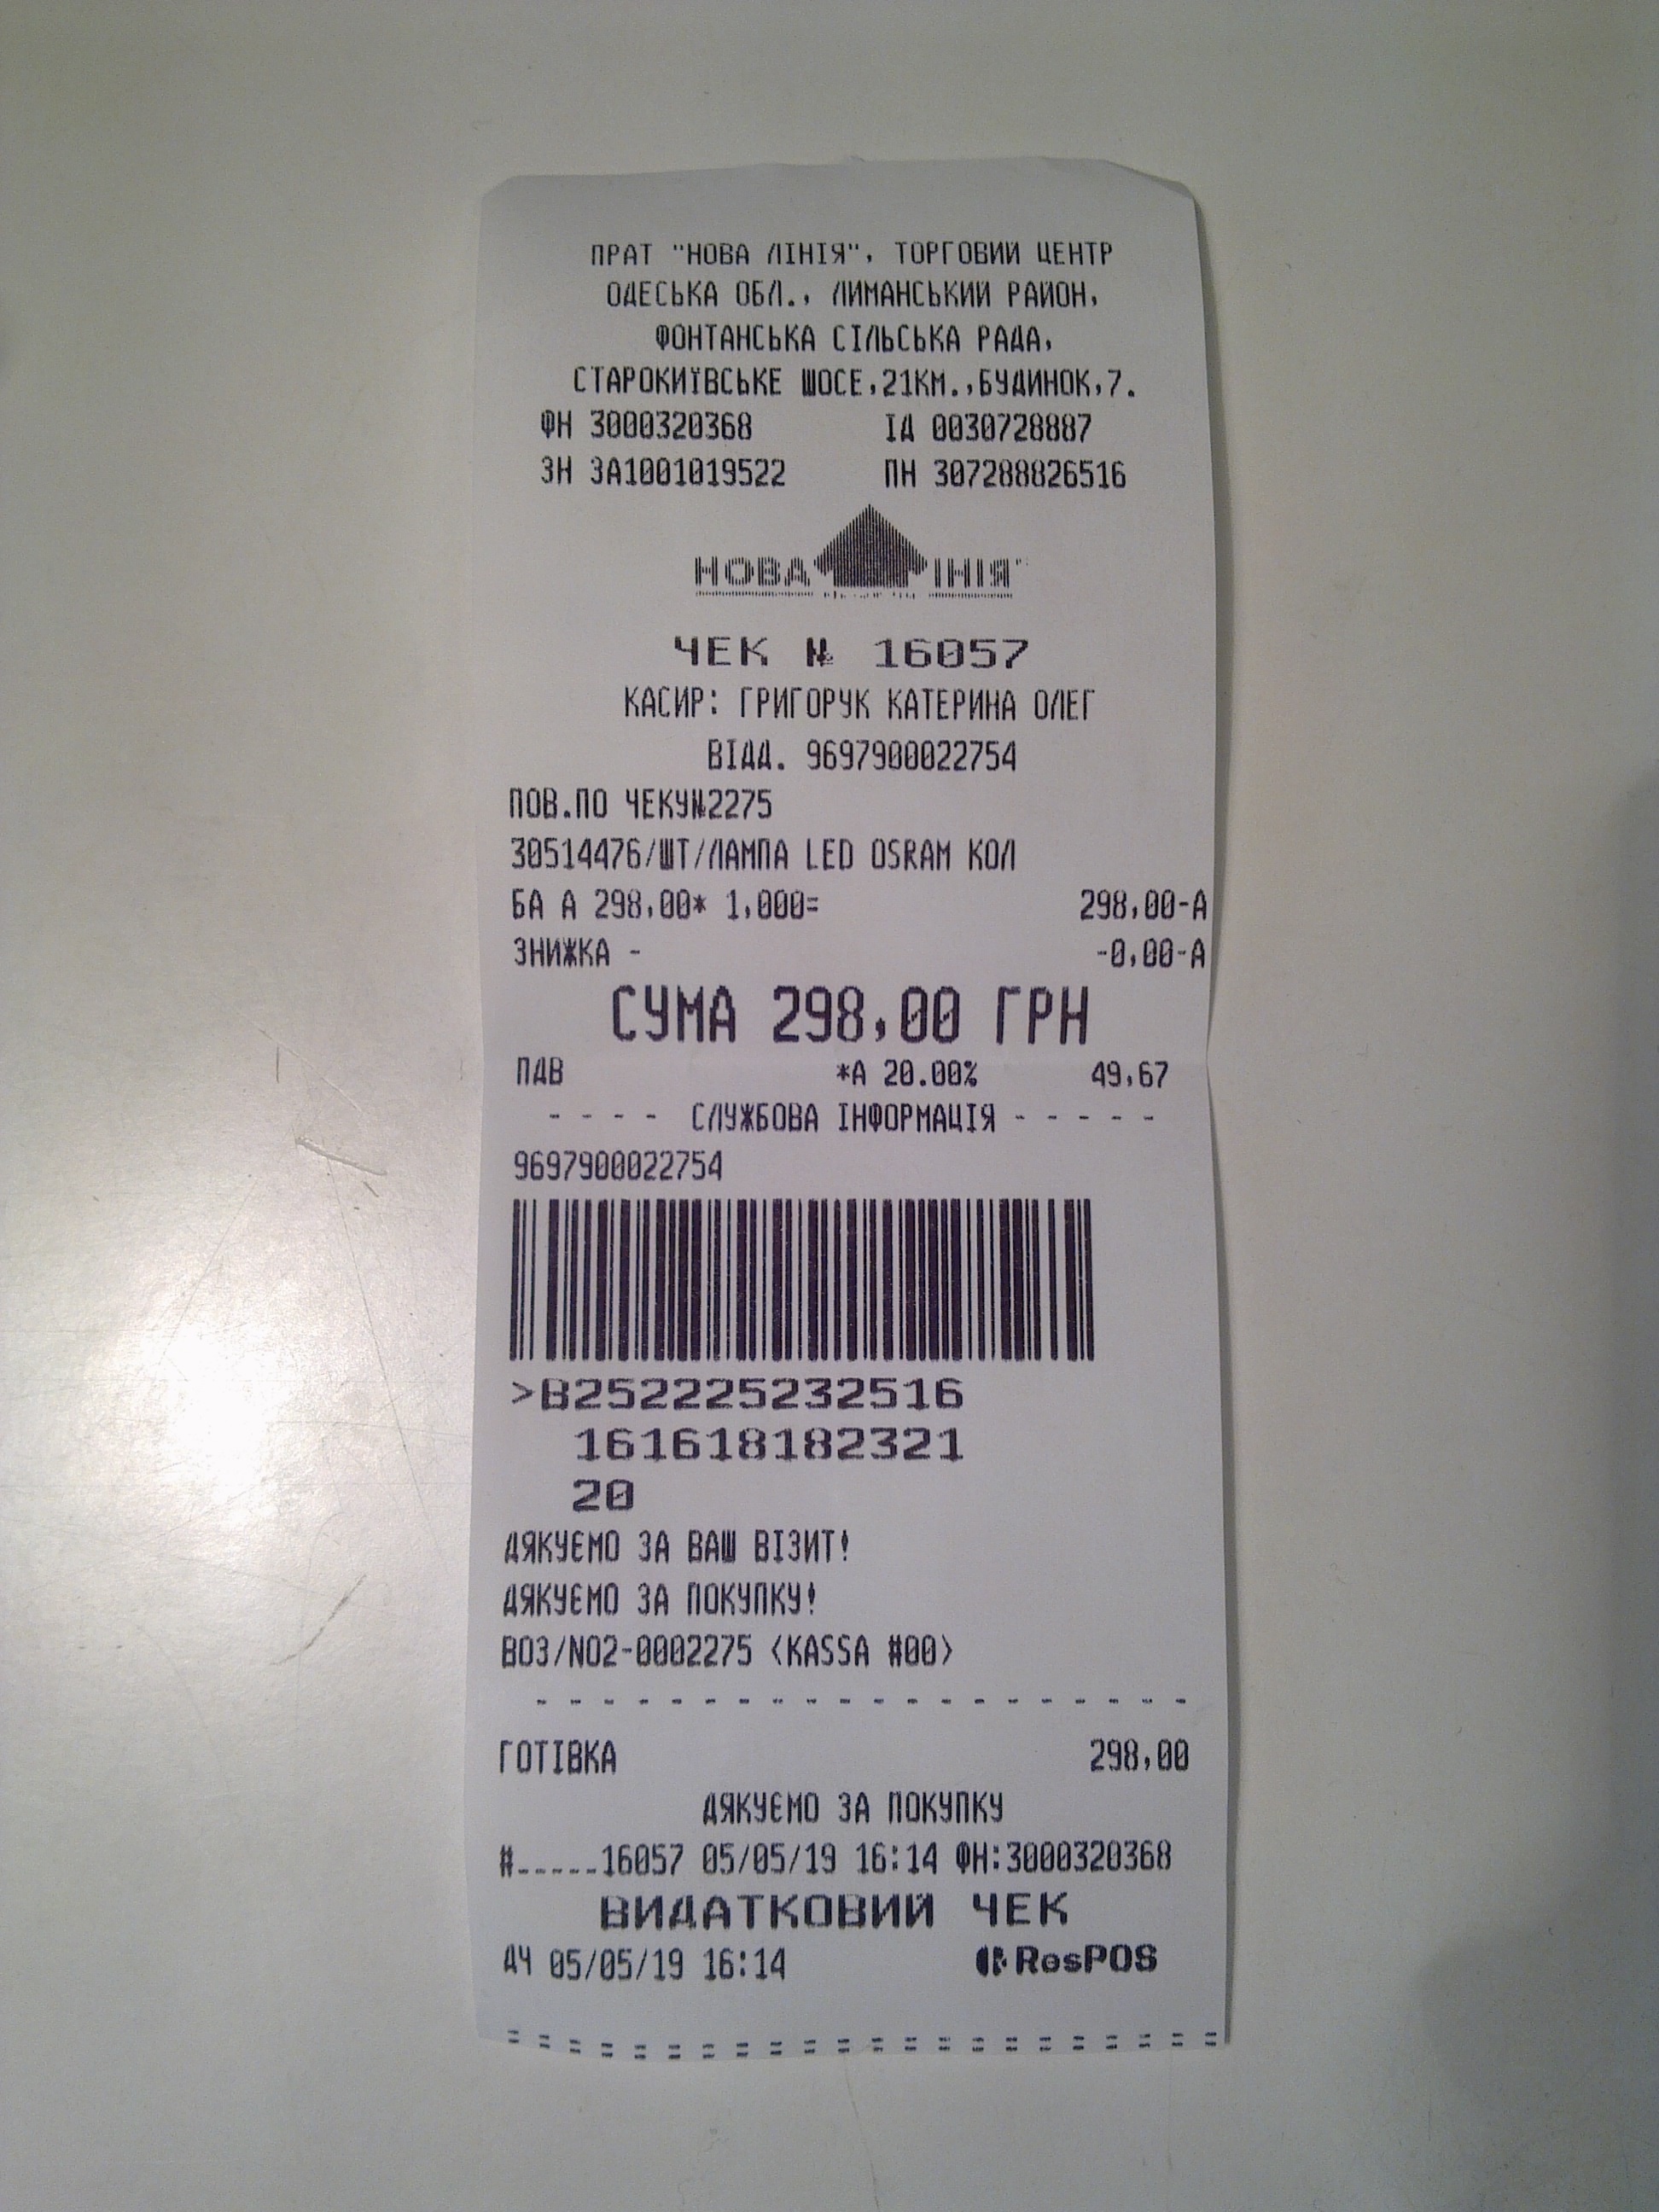 ПРАТ "НОВА ЛІНІЯ", ТОРГОВИЙ ЦЕНТР
ОДЕСЬКА ОБЛ., ЛИМАНСЬКИЙ РАЙОН,
ФОНТАНСЬКА СІЛЬСЬКА РАДА,
СТАРОКИЇВСЬКЕ ШОСЕ,21КМ.,БУДИНОК,7.
ФН 3000320368 ІД 0030728887
ЗН ЗА1001019522 ПН 307288826516
НОВА ЛІНІЯ
ЧЕК № 16057
КАСИР: ГРИГОРУК КАТЕРИНА ОЛЕГ
ВІДД. 9697900022754
ПОВ.ПО ЧЕКУ№2275
30514476/ШТ/ЛАМПА LED OSRAM КОЛ
БА А 298,00* 1,000= 298,00-А
ЗНИЖКА - -0,00-А
СУМА 298,00 ГРН
ПДВ *А 20.00% 49,67
- - - - СЛУЖБОВА ІНФОРМАЦІЯ - - - - -
9697900022754
>B252225232516
161618182321
20
ДЯКУЄМО ЗА ВАШ ВІЗИТ!
ДЯКУЄМО ЗА ПОКУПКУ!
ВОЗ/NO2-0002275 <KASSA #00>
- - - - - - - - - - - - - - - - - - - -
ГОТІВКА 298,00
ДЯКУЄМО ЗА ПОКУПКУ
#_____16057 05/05/19 16:14 ФН:3000320368
ВИДАТКОВИЙ ЧЕК
ДЧ 05/05/19 16:14 ResPOS